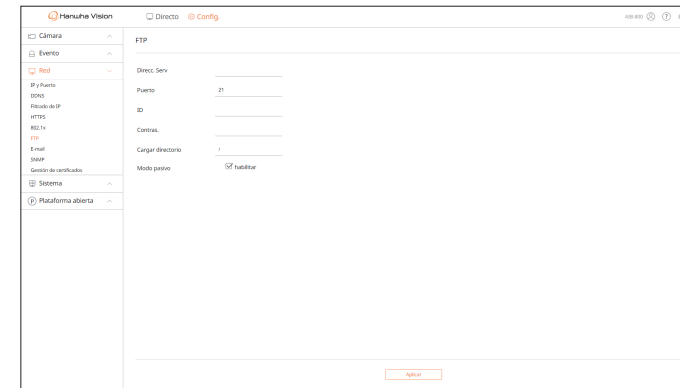 Hanwha Vision
Directo
Config.
AIB-800
Cámara
Evento
Red
IP y Puerto
DDNS
Filtrado de IP
HTTPS
802.1x
FTP
E-mail
SNMP
Gestión de certificados
Sistema
Plataforma abierta
FTP
Direcc. Serv
Puerto 21
ID
Contras.
Cargar directorio /
Modo pasivo habilitar
Aplicar